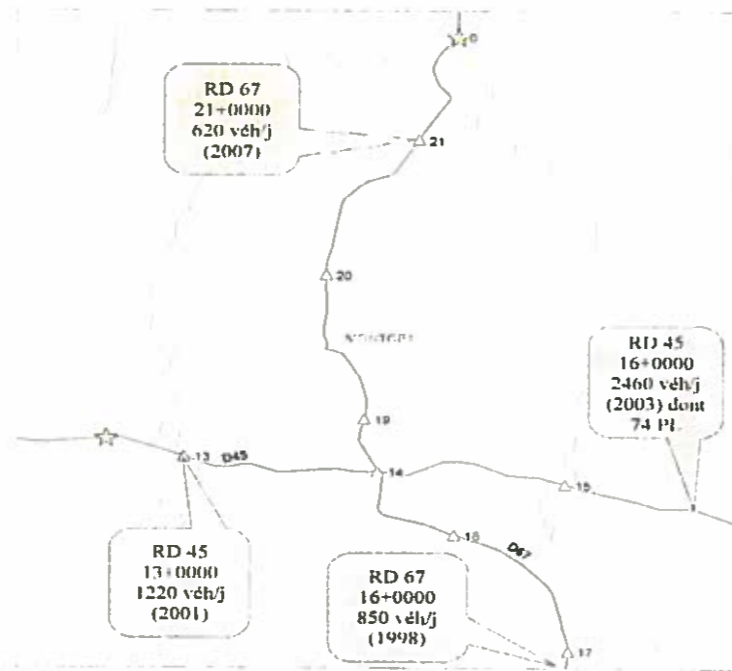 0
RD 67
21+0000
620 véh/j
(2007)
21
20
RD 45
16+0000
2460 véh/j
(2003) dont
74 PL
19
13
D45
14
15
RD 45
13+0000
1220 véh/j
(2001)
18
D67
RD 67
16+0000
850 véh/j
(1998)
17